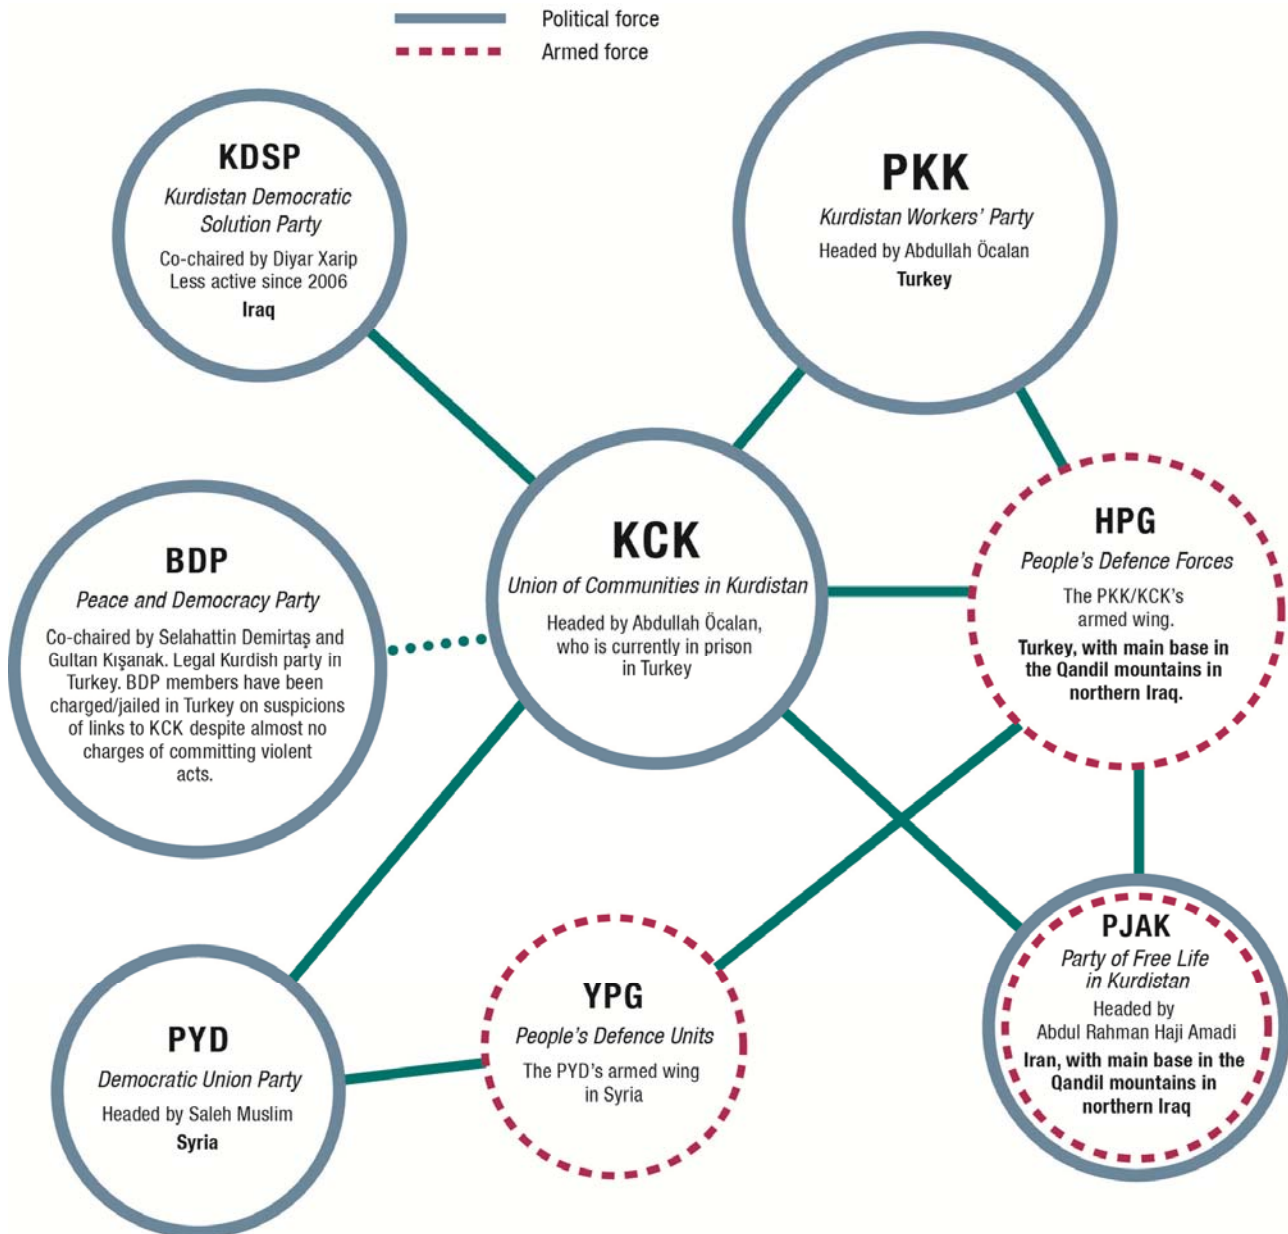 Political force
Armed force
KDSP
Kurdistan Democratic
Solution Party
Co-chaired by Diyar Xarip
Less active since 2006
Iraq
PKK
Kurdistan Workers' Party
Headed by Abdullah Öcalan
Turkey
BDP
Peace and Democracy Party
Co-chaired by Selahattin Demirtaş and
Gultan Kışanak. Legal Kurdish party in
Turkey. BDP members have been
charged/jailed in Turkey on suspicions
of links to KCK despite almost no
charges of committing violent
acts.
KCK
Union of Communities in Kurdistan
Headed by Abdullah Öcalan,
who is currently in prison
in Turkey
HPG
People's Defence Forces
The PKK/KCK's
armed wing.
Turkey, with main base in
the Qandil mountains in
northern Iraq.
PYD
Democratic Union Party
Headed by Saleh Muslim
Syria
YPG
People's Defence Units
The PYD's armed wing
in Syria
PJAK
Party of Free Life
in Kurdistan
Headed by
Abdul Rahman Haji Amadi
Iran, with main base in the
Qandil mountains in
northern Iraq